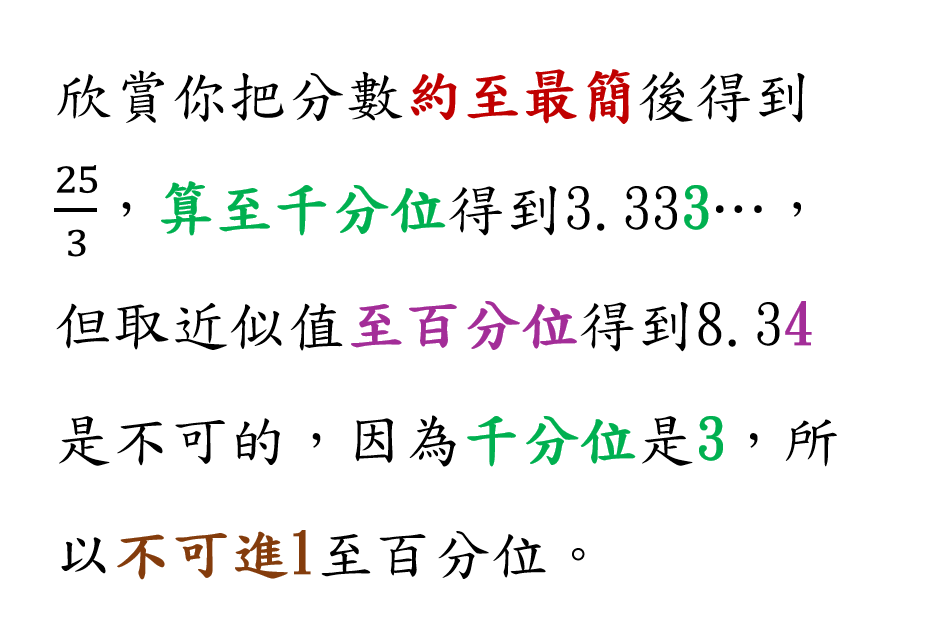 欣賞你把分數約至最簡後得到
25/3，算至千分位得到3.333…，
但取近似值至百分位得到8.34
是不可的，因為千分位是3，所
以不可進1至百分位。